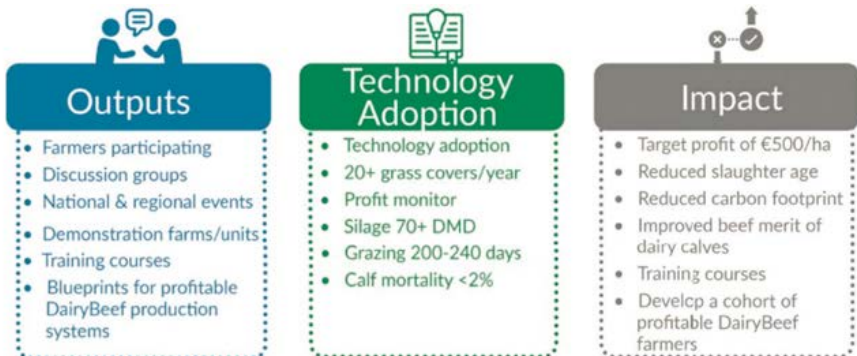 Outputs
• Farmers participating
• Discussion groups
• National & regional events
• Demonstration farms/units
• Training courses
• Blueprints for profitable
DairyBeef production
systems
Technology
Adoption
• Technology adoption
• 20+ grass covers/year
• Profit monitor
• Silage 70+ DMD
• Grazing 200-240 days
• Calf mortality <2%
Impact
• Target profit of €500/ha
• Reduced slaughter age
• Reduced carbon footprint
• Improved beef merit of
dairy calves
• Training courses
• Develop a cohort of
profitable DairyBeef
farmers